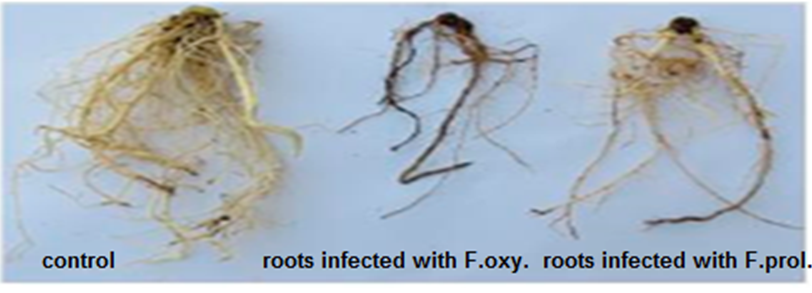 control roots infected with F.oxy. roots infected with F.prol.